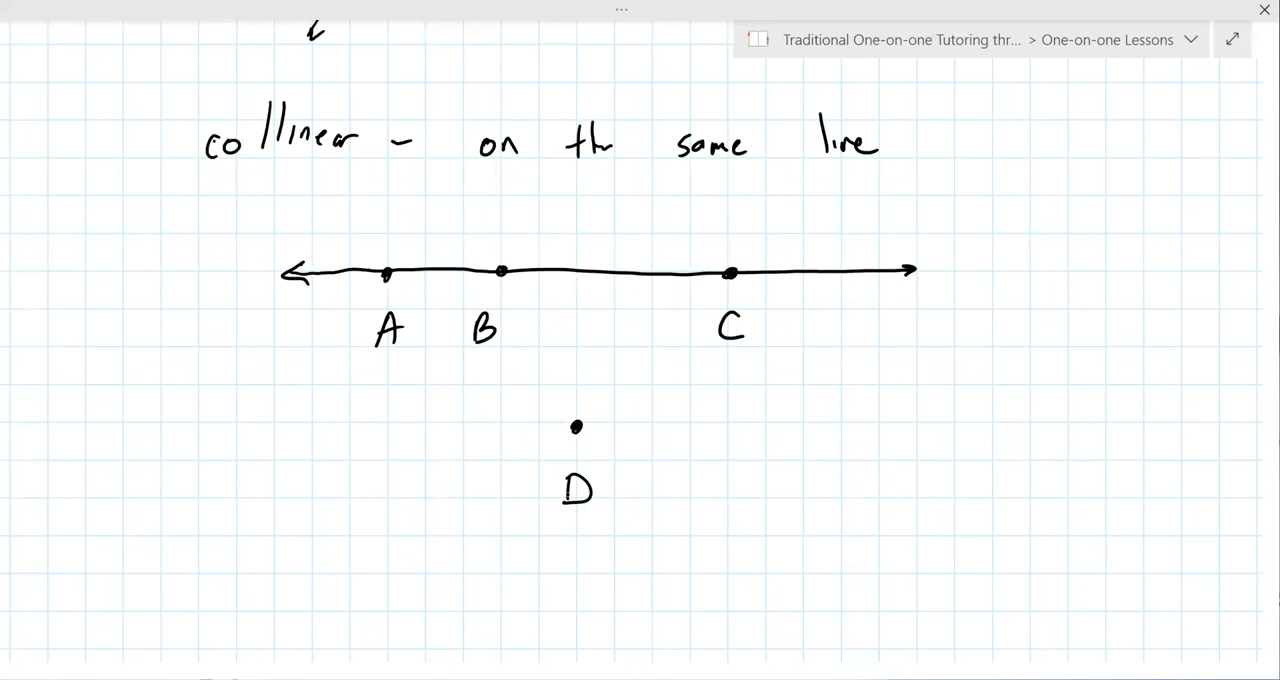 Traditional One-on-one Tutoring thr... > One-on-one Lessons
collinear - on the same line
A B C
D